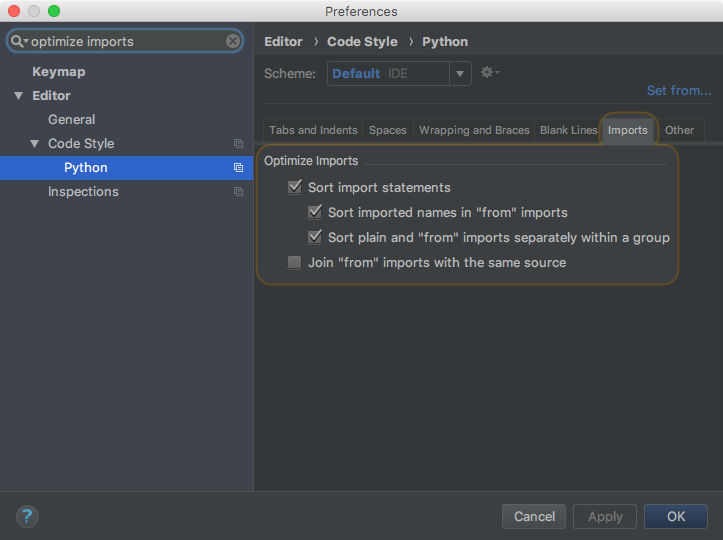 Preferences
optimize imports
Keymap
Editor
General
Code Style
Python
Inspections
Editor › Code Style › Python
Scheme: Default IDE
Set from...
Tabs and Indents Spaces Wrapping and Braces Blank Lines Imports Other
Optimize Imports
Sort import statements
Sort imported names in "from" imports
Sort plain and "from" imports separately within a group
Join "from" imports with the same source
? Cancel Apply OK